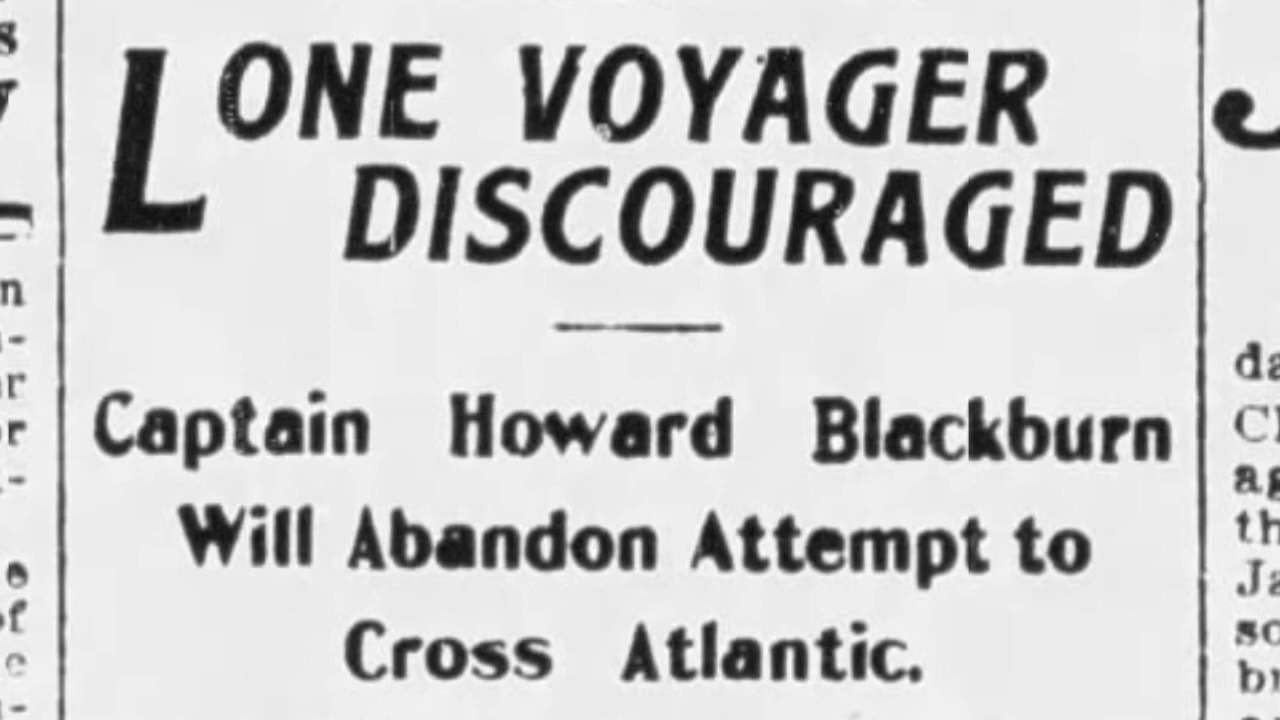 LONE VOYAGER
DISCOURAGED
Captain Howard Blackburn
Will Abandon Attempt to
Cross Atlantic.